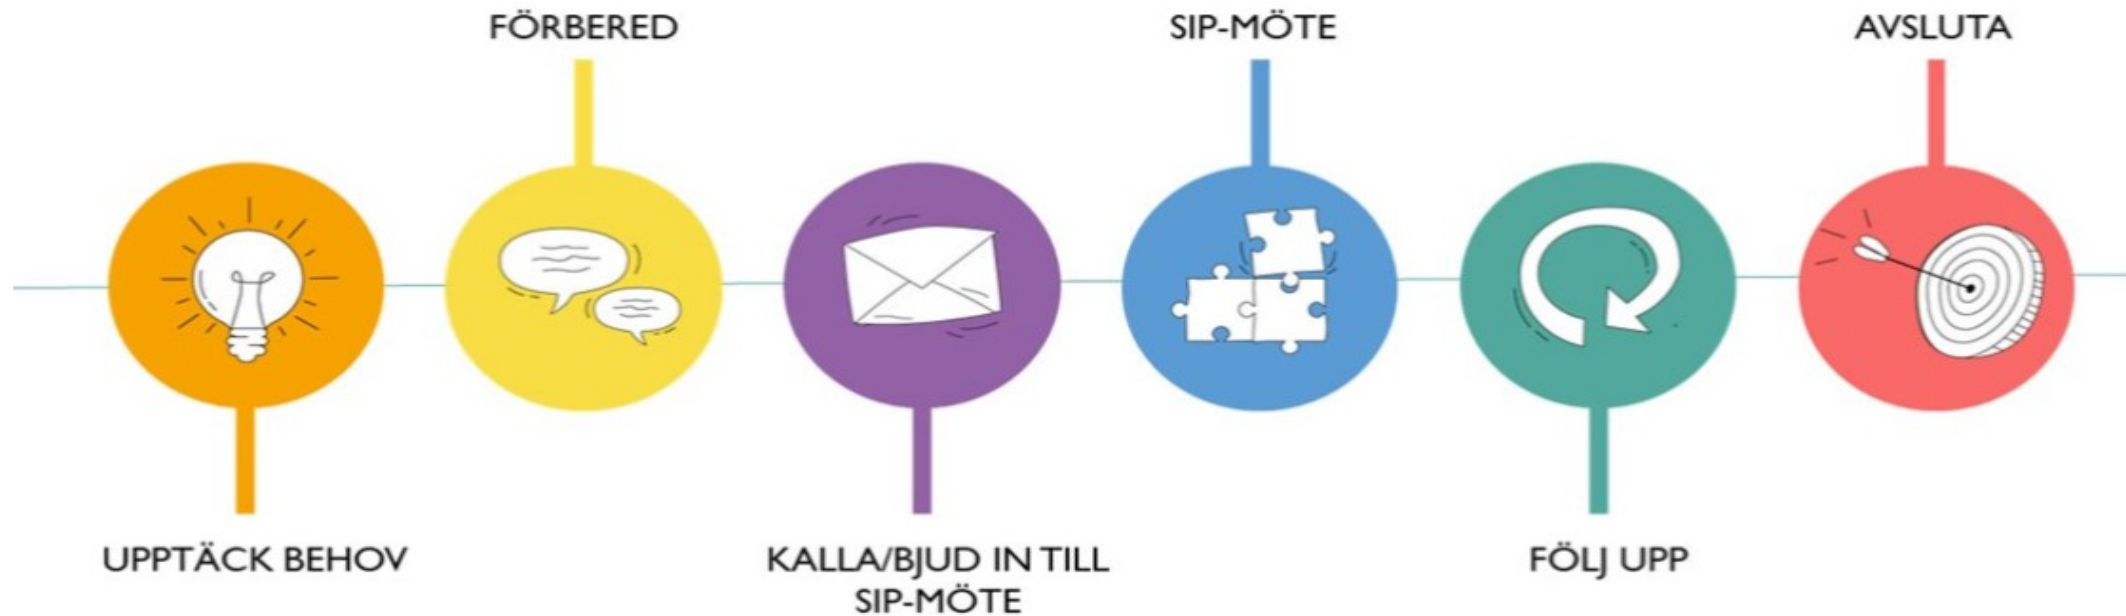 FÖRBERED
SIP-MÖTE
AVSLUTA
UPPTÄCK BEHOV
KALLA/BJUD IN TILL
SIP-MÖTE
FÖLJ UPP